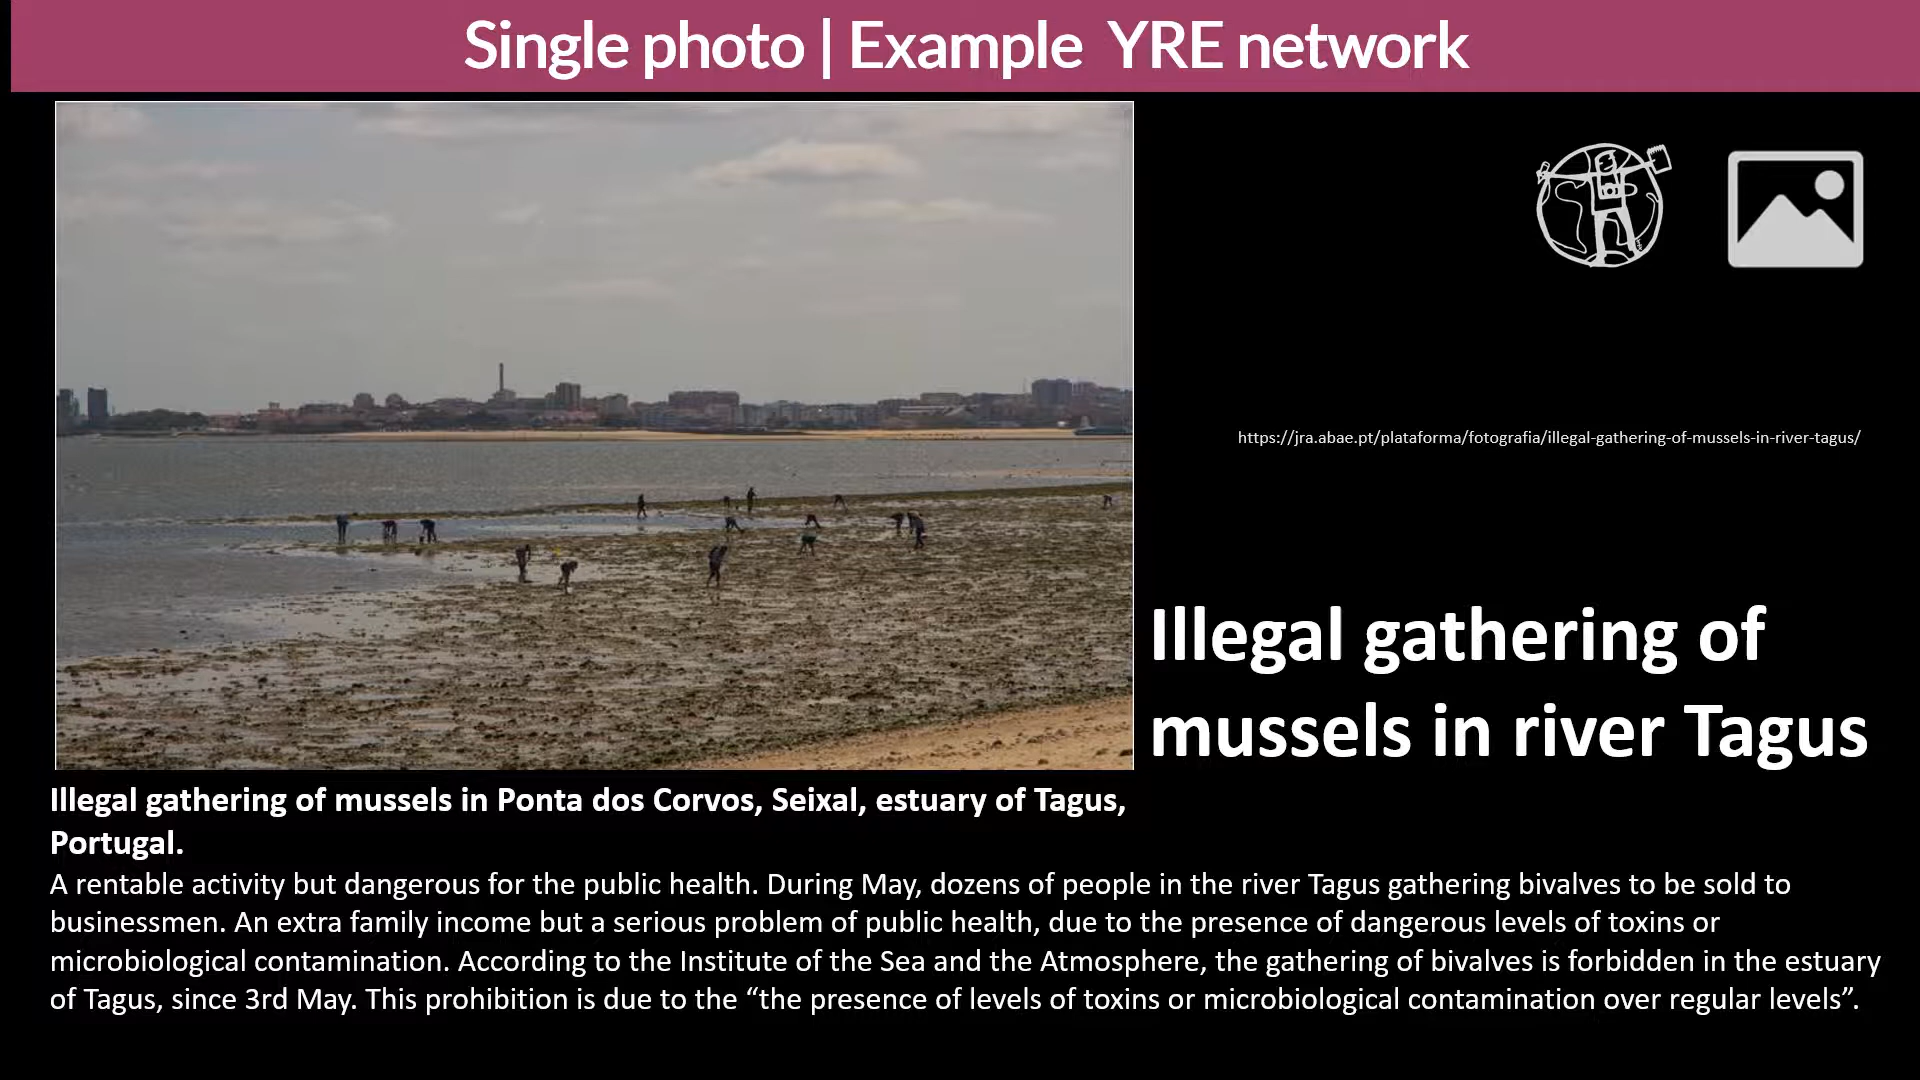 Single photo | Example YRE network
https://jra.abae.pt/plataforma/fotografia/illegal-gathering-of-mussels-in-river-tagus/
Illegal gathering of
mussels in river Tagus
Illegal gathering of mussels in Ponta dos Corvos, Seixal, estuary of Tagus,
Portugal.
A rentable activity but dangerous for the public health. During May, dozens of people in the river Tagus gathering bivalves to be sold to
businessmen. An extra family income but a serious problem of public health, due to the presence of dangerous levels of toxins or
microbiological contamination. According to the Institute of the Sea and the Atmosphere, the gathering of bivalves is forbidden in the estuary
of Tagus, since 3rd May. This prohibition is due to the “the presence of levels of toxins or microbiological contamination over regular levels”.